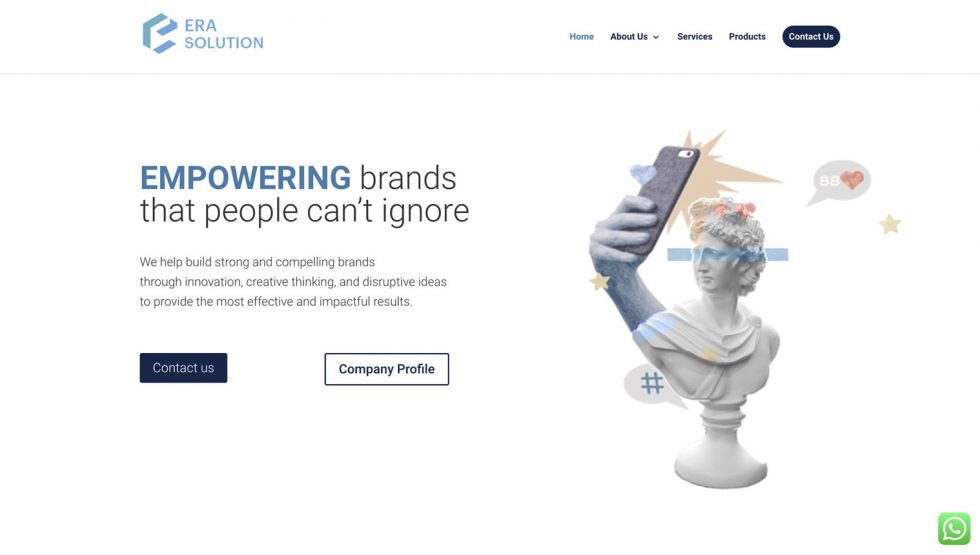 ERA
SOLUTION
Home
About Us
Services
Products
Contact Us
EMPOWERING brands
that people can’t ignore
We help build strong and compelling brands
through innovation, creative thinking, and disruptive ideas
to provide the most effective and impactful results.
Contact us
Company Profile
88
#